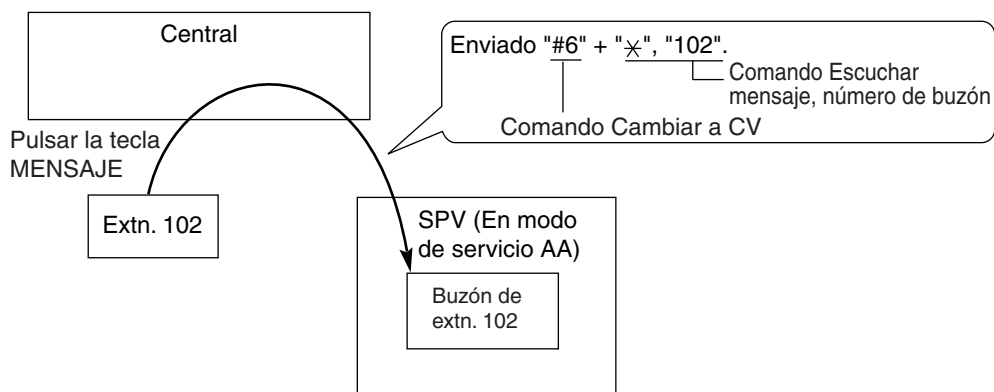 Central
Enviado "#6" + "✳", "102".
Comando Escuchar
mensaje, número de buzón
Comando Cambiar a CV
Pulsar la tecla
MENSAJE
Extn. 102
SPV (En modo
de servicio AA)
Buzón de
extn. 102